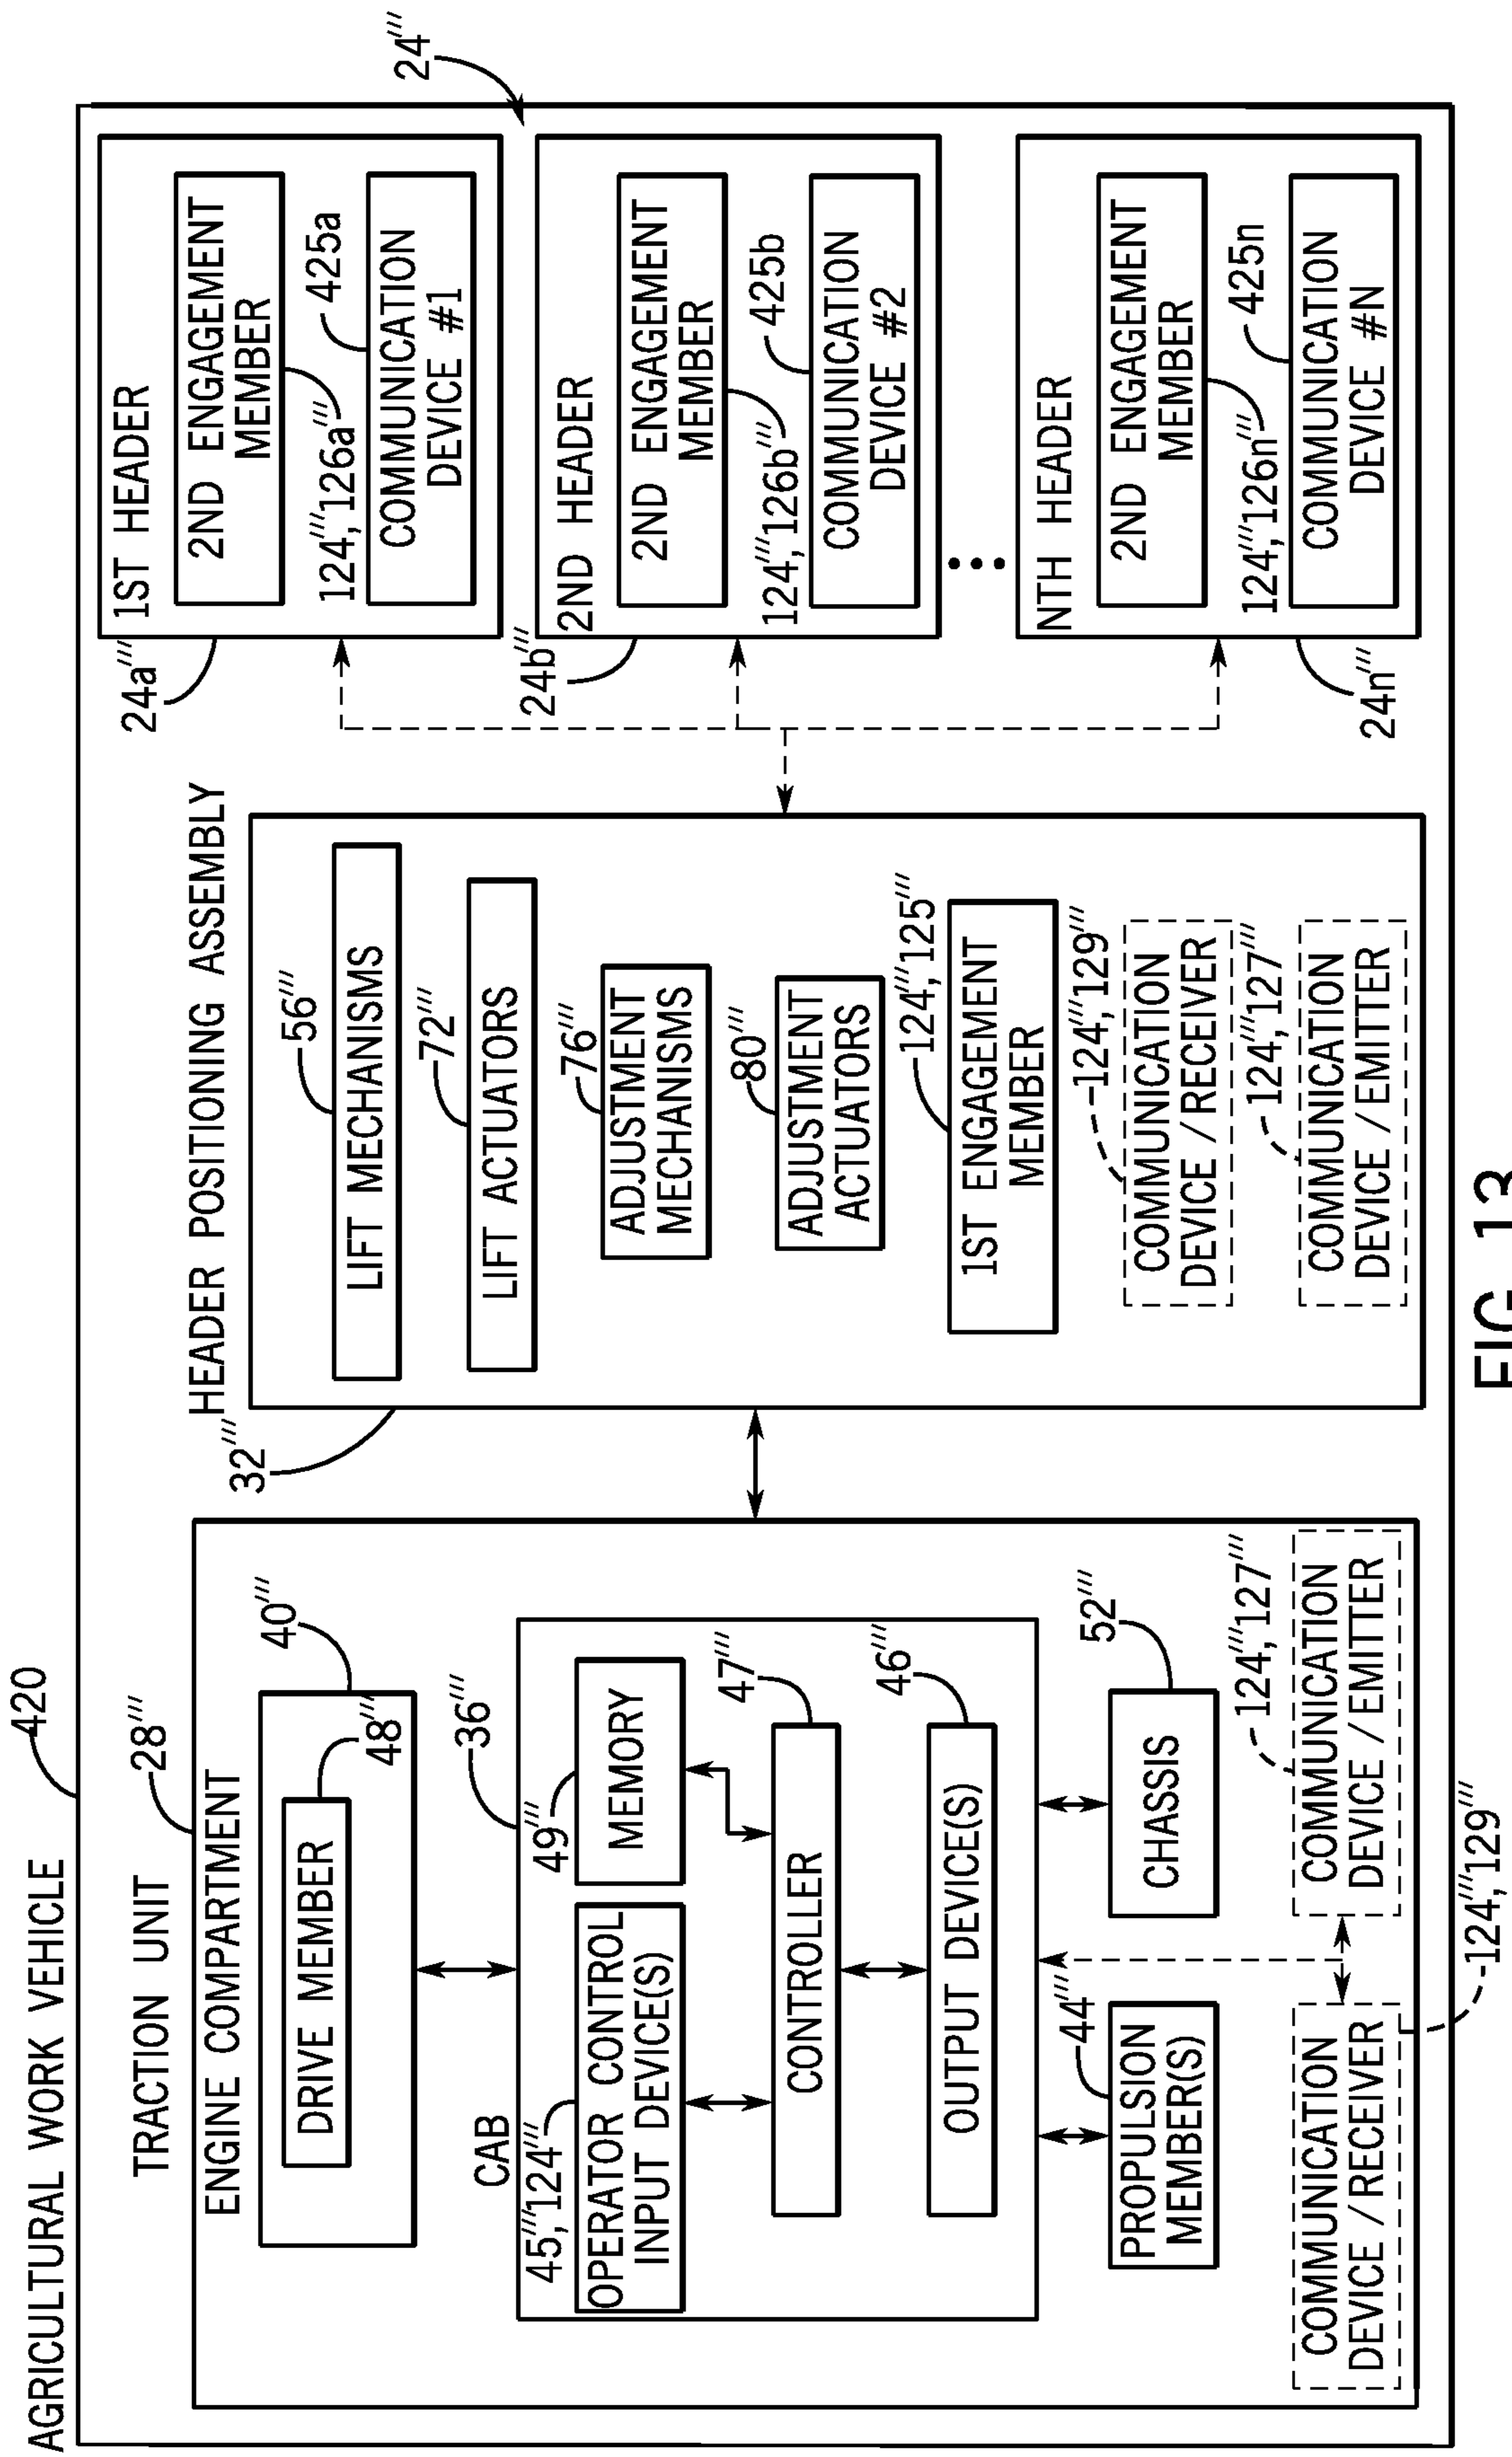 AGRICULTURAL WORK VEHICLE
420
TRACTION UNIT
28'''
ENGINE COMPARTMENT
40'''
DRIVE MEMBER
48'''
CAB
36'''
45''',124'''
OPERATOR CONTROL
INPUT DEVICE(S)
49'''
MEMORY
47'''
CONTROLLER
46'''
OUTPUT DEVICE(S)
44'''
PROPULSION
MEMBER(S)
52'''
CHASSIS
COMMUNICATION
DEVICE/RECEIVER
124''',129'''
124''',127'''
COMMUNICATION
DEVICE/EMITTER
HEADER POSITIONING ASSEMBLY
32'''
56'''
LIFT MECHANISMS
72'''
LIFT ACTUATORS
76'''
ADJUSTMENT
MECHANISMS
80'''
ADJUSTMENT
ACTUATORS
124''',125'''
1ST ENGAGEMENT
MEMBER
124''',129'''
COMMUNICATION
DEVICE/RECEIVER
124''',127'''
COMMUNICATION
DEVICE/EMITTER
24'''
24a'''
1ST HEADER
2ND ENGAGEMENT
MEMBER
124''',126a'''
425a
COMMUNICATION
DEVICE #1
24b'''
2ND HEADER
2ND ENGAGEMENT
MEMBER
124''',126b'''
425b
COMMUNICATION
DEVICE #2
24n'''
NTH HEADER
2ND ENGAGEMENT
MEMBER
124''',126n'''
425n
COMMUNICATION
DEVICE #N
FIG. 13